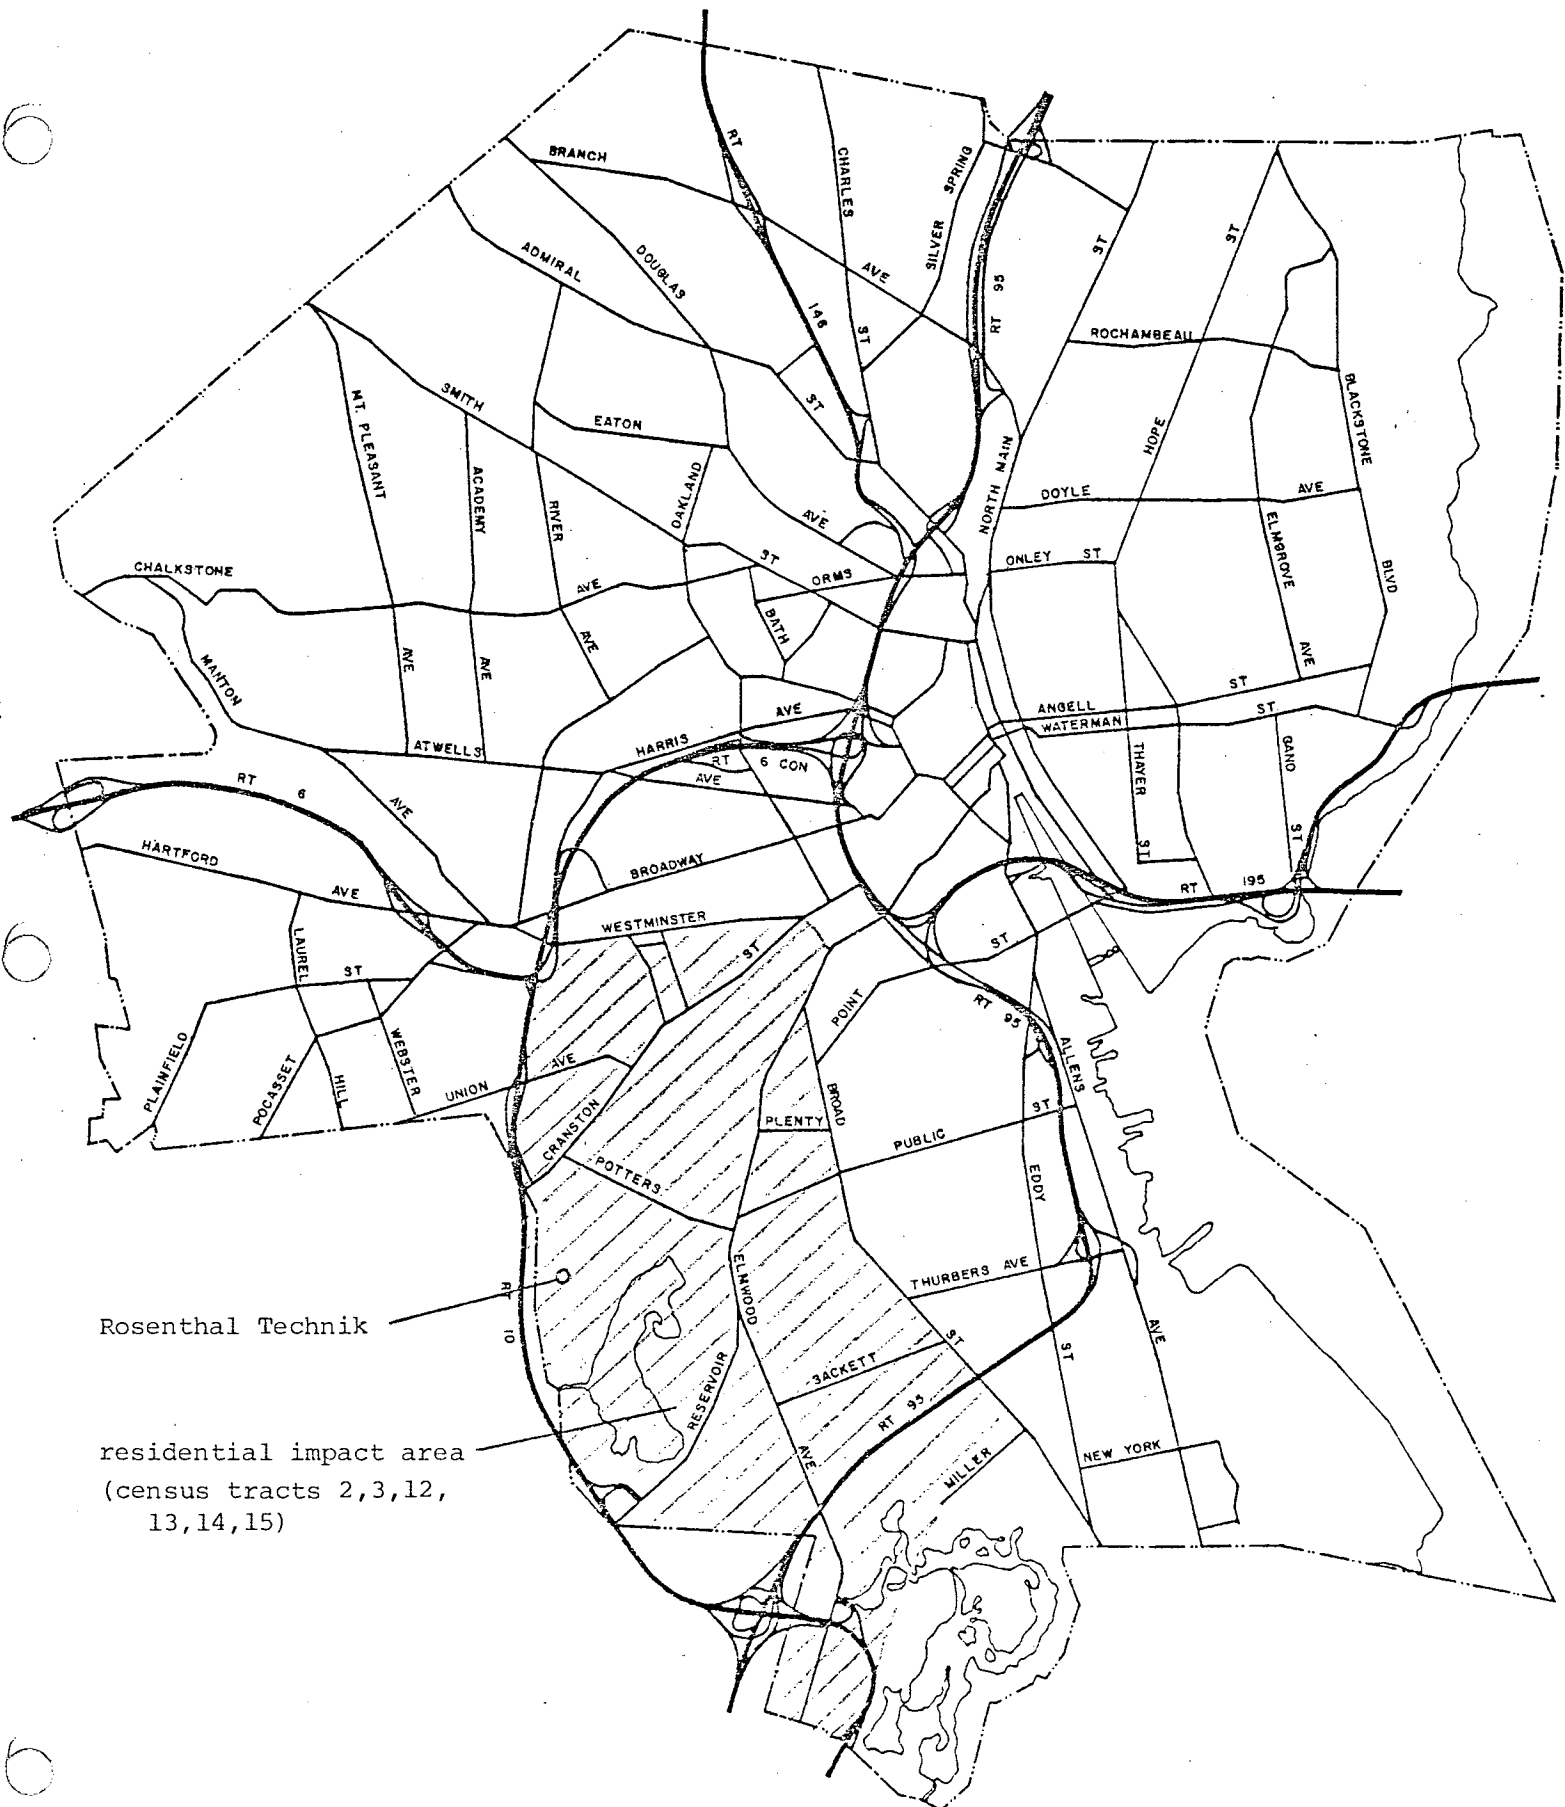 RT
BRANCH
CHARLES
SILVER SPRING
ST
ST
ADMIRAL
DOUGLAS
AVE
RT 95
146
ST
ROCHAMBEAU
SMITH
MT. PLEASANT
EATON
ST
HOPE
BLACKSTONE
ACADEMY
RIVER
OAKLAND
NORTH MAIN
DOYLE
AVE
AVE
ELMGROVE
ST
ORMS
ONLEY ST
CHALKSTONE
AVE
BLVD
BATH
MANTON
AVE
AVE
AVE
AVE
ST
ANGELL
WATERMAN
ST
AVE
HARRIS
ATWELLS
RT 6 CON
AVE
THAYER
GANO
RT 6
AVE
ST
ST
HARTFORD
AVE
BROADWAY
RT 195
WESTMINSTER
ST
ST
LAUREL
ST
POINT
RT 95
PLAINFIELD
POCASSET
HILL
WEBSTER
UNION
AVE
ALLENS
CRANSTON
PLENTY
BROAD
PUBLIC
ST
POTTERS
EDDY
ELMWOOD
THURBERS AVE
RT
10
Rosenthal Technik
ST
ST
AVE
SACKETT
RESERVOIR
RT 95
AVE
MILLER
NEW YORK
residential impact area
(census tracts 2,3,12,
13,14,15)